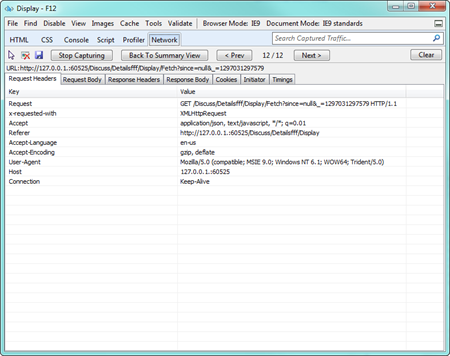 Display - F12
File Find Disable View Images Cache Tools Validate Browser Mode: IE9 Document Mode: IE9 standards
HTML CSS Console Script Profiler Network Search Captured Traffic...
Stop Capturing Back To Summary View < Prev 12 / 12 Next > Clear
URL:http://127.0.0.1.:60525/Discuss/Detailsfff/Display/Fetch?since=null&_=1297031297579
Request Headers Request Body Response Headers Response Body Cookies Initiator Timings
Key Value
Request GET /Discuss/Detailsfff/Display/Fetch?since=null&_=1297031297579 HTTP/1.1
x-requested-with XMLHttpRequest
Accept application/json, text/javascript, */*; q=0.01
Referer http://127.0.0.1.:60525/Discuss/Detailsfff/Display
Accept-Language en-us
Accept-Encoding gzip, deflate
User-Agent Mozilla/5.0 (compatible; MSIE 9.0; Windows NT 6.1; WOW64; Trident/5.0)
Host 127.0.0.1.:60525
Connection Keep-Alive